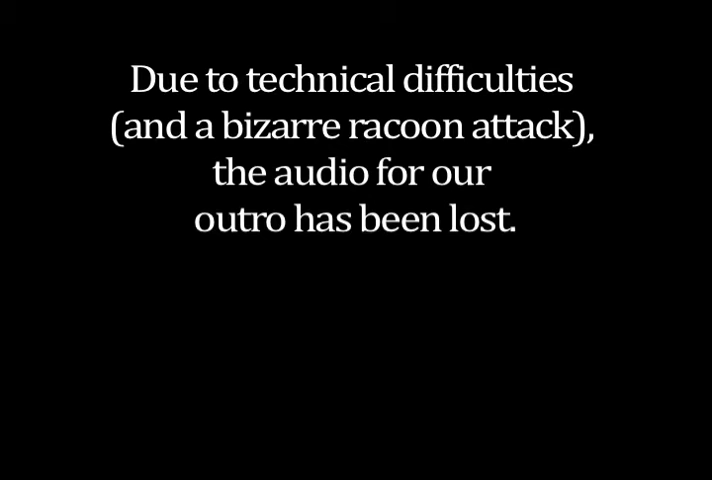 Due to technical difficulties
(and a bizarre racoon attack),
the audio for our
outro has been lost.